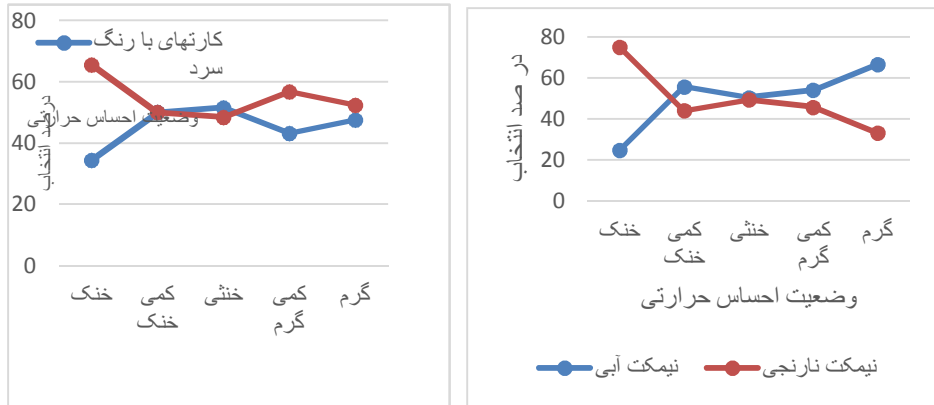 80
60
40
20
0
کارتهای با رنگ
سرد
وضعیت احساس حرارتی
درصد انتخاب
خنک
کمی
خنک
خنثی
کمی
گرم
گرم
80
60
40
20
0
در صد انتخاب
خنک
کمی
خنک
خنثی
کمی
گرم
گرم
وضعیت احساس حرارتی
نیمکت آبی
نیمکت نارنجی